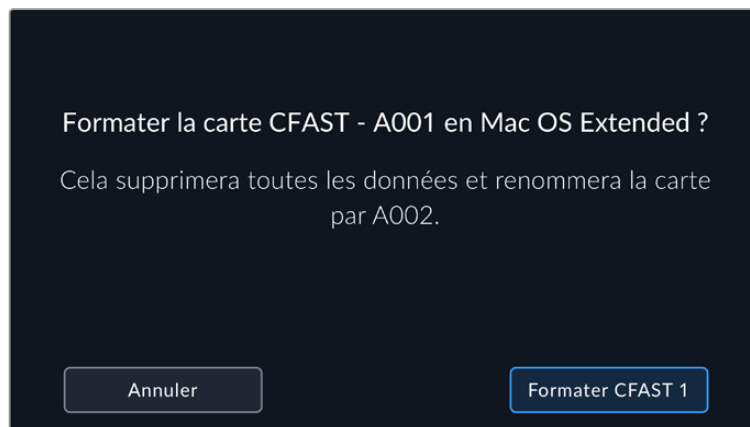 Formater la carte CFAST - A001 en Mac OS Extended ?
Cela supprimera toutes les données et renommera la carte
par A002.
Annuler
Formater CFAST 1